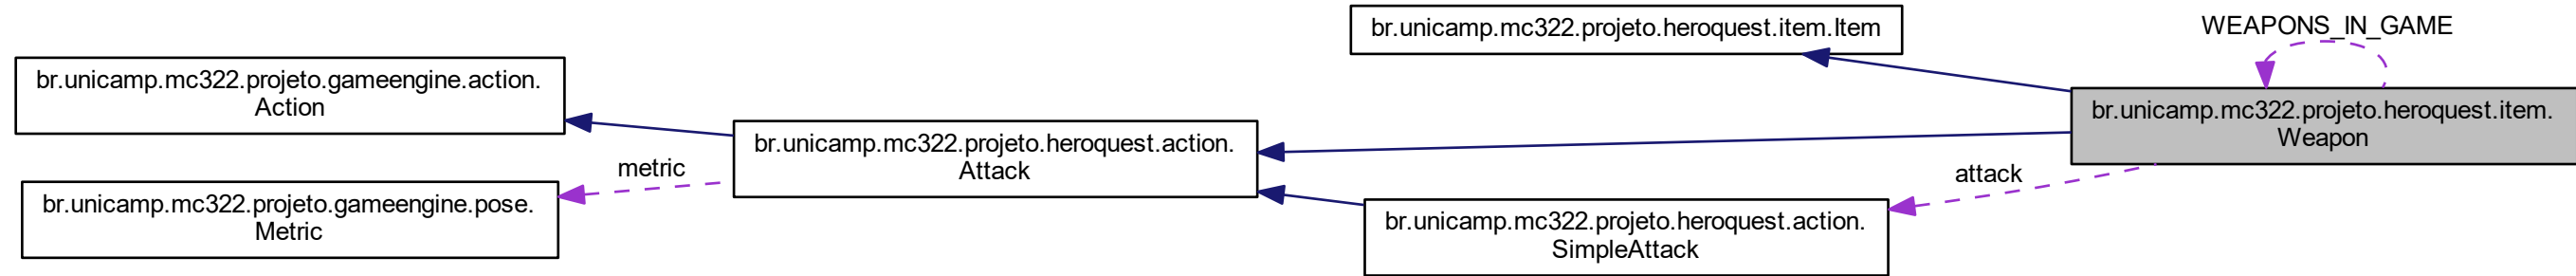 br.unicamp.mc322.projeto.heroquest.item.Item
WEAPONS_IN_GAME
br.unicamp.mc322.projeto.gameengine.action.
Action
br.unicamp.mc322.projeto.heroquest.item.
Weapon
br.unicamp.mc322.projeto.heroquest.action.
Attack
metric
attack
br.unicamp.mc322.projeto.gameengine.pose.
Metric
br.unicamp.mc322.projeto.heroquest.action.
SimpleAttack